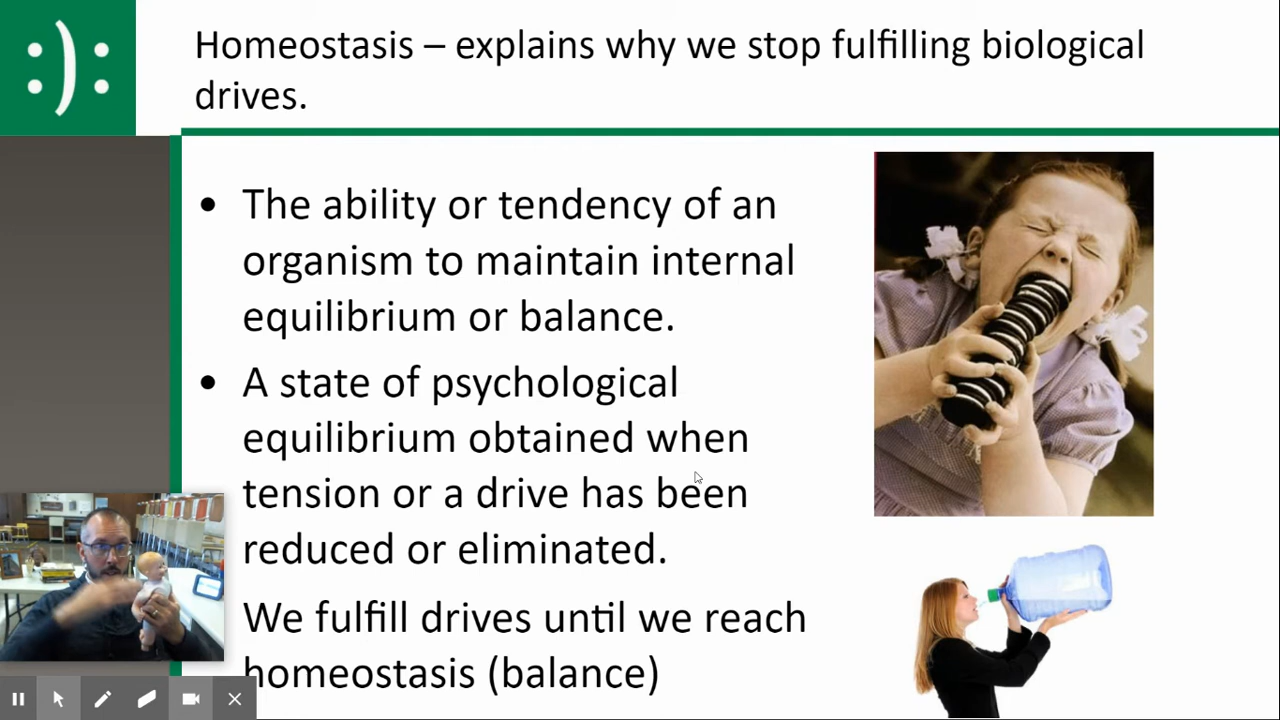 Homeostasis – explains why we stop fulfilling biological
drives.
• The ability or tendency of an
organism to maintain internal
equilibrium or balance.
• A state of psychological
equilibrium obtained when
tension or a drive has been
reduced or eliminated.
We fulfill drives until we reach
homeostasis (balance)